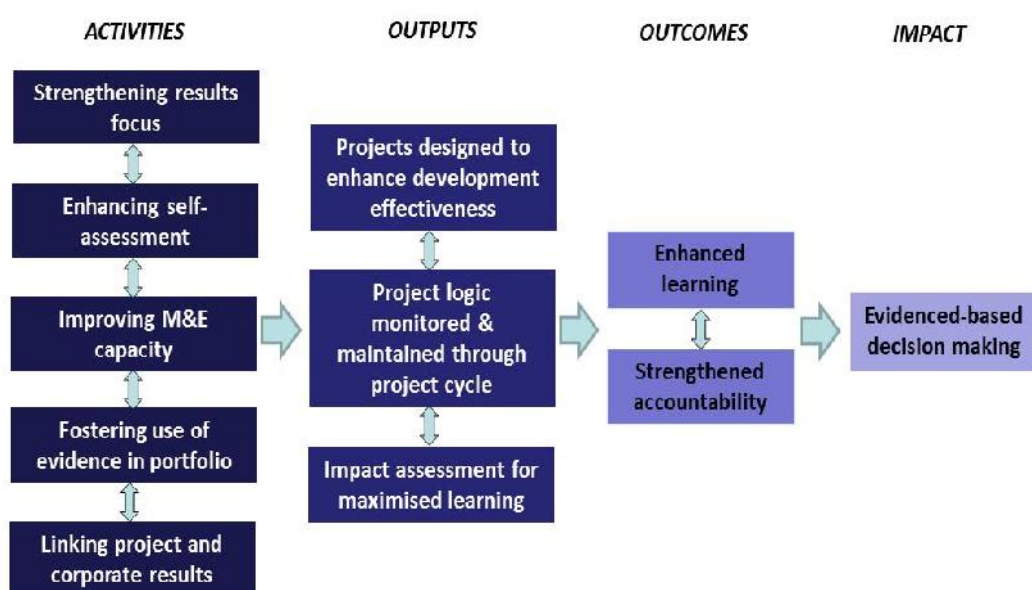 ACTIVITIES
OUTPUTS
OUTCOMES
IMPACT
Strengthening results
focus
Enhancing self-
assessment
Improving M&E
capacity
Fostering use of
evidence in portfolio
Linking project and
corporate results
Projects designed to
enhance development
effectiveness
Project logic
monitored &
maintained through
project cycle
Impact assessment for
maximised learning
Enhanced
learning
Strengthened
accountability
Evidenced-based
decision making